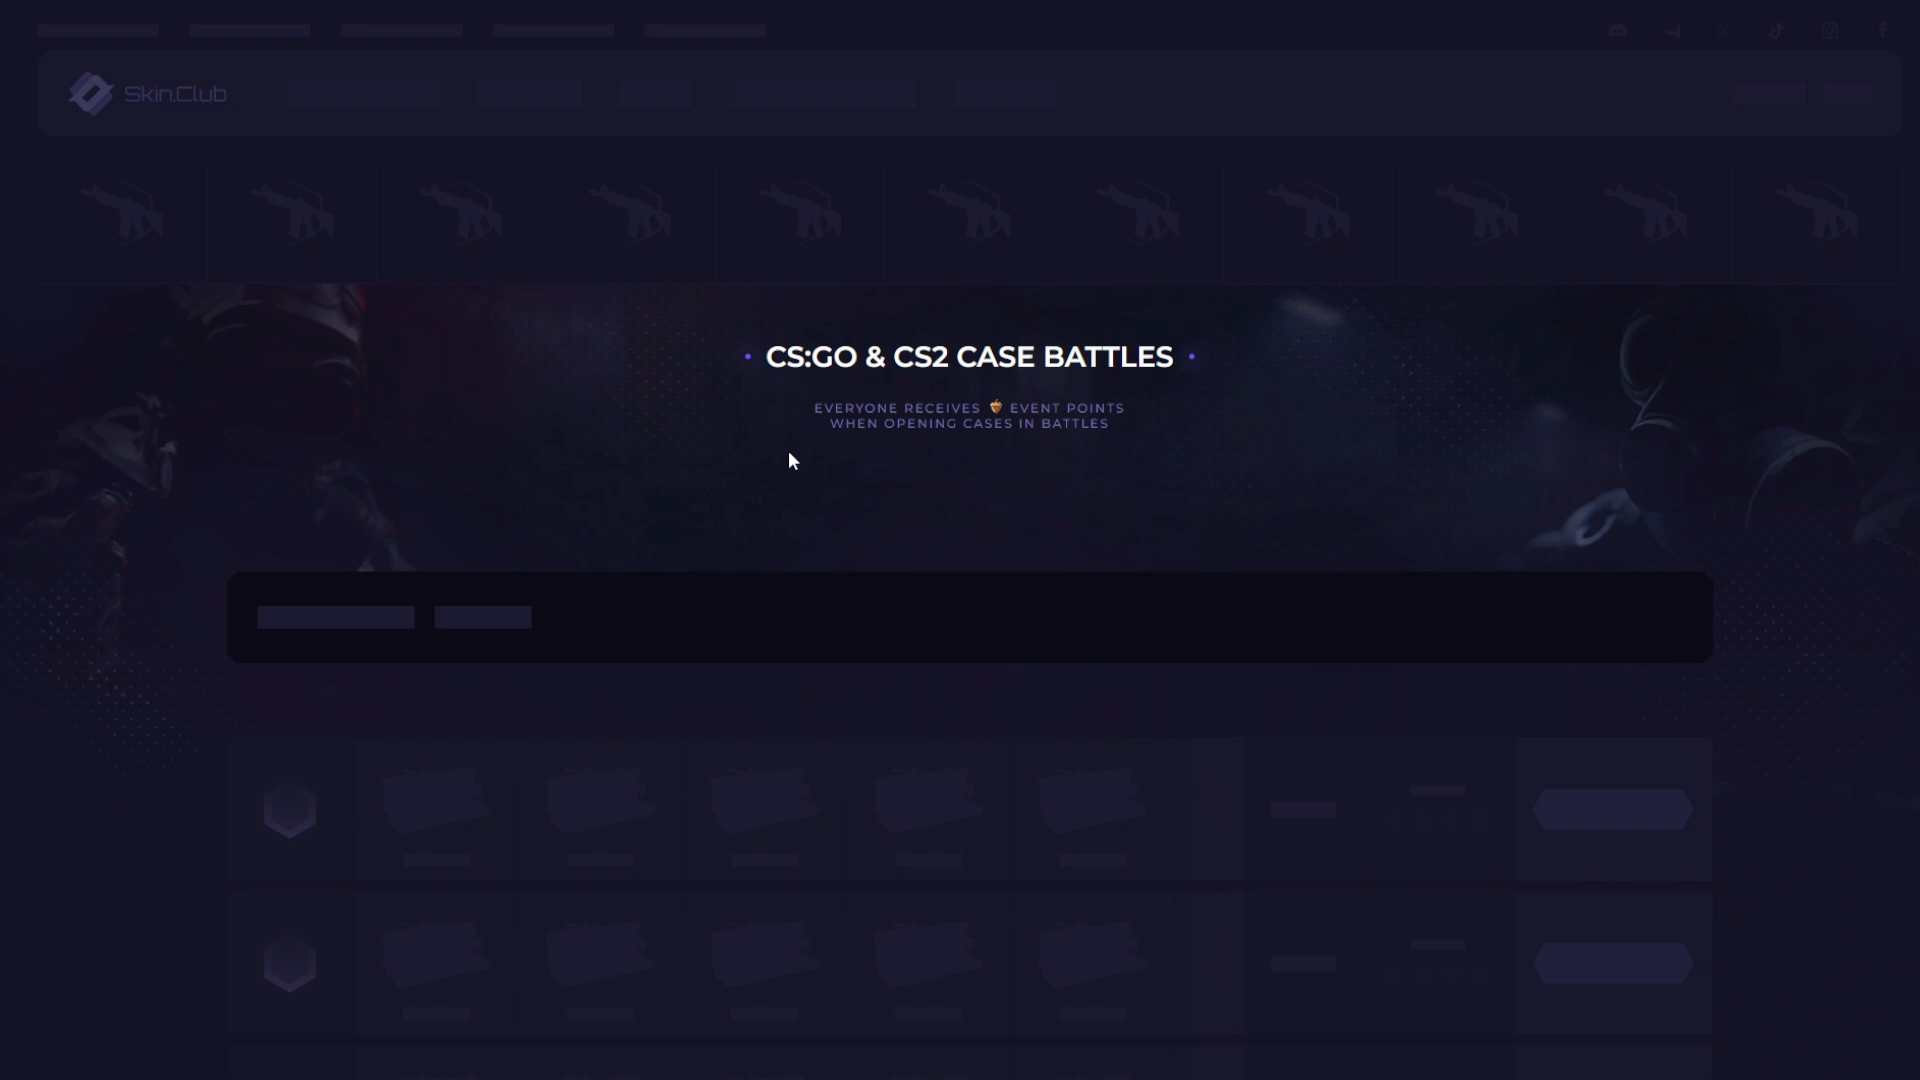 Skin.Club
CS:GO & CS2 CASE BATTLES
EVERYONE RECEIVES EVENT POINTS
WHEN OPENING CASES IN BATTLES